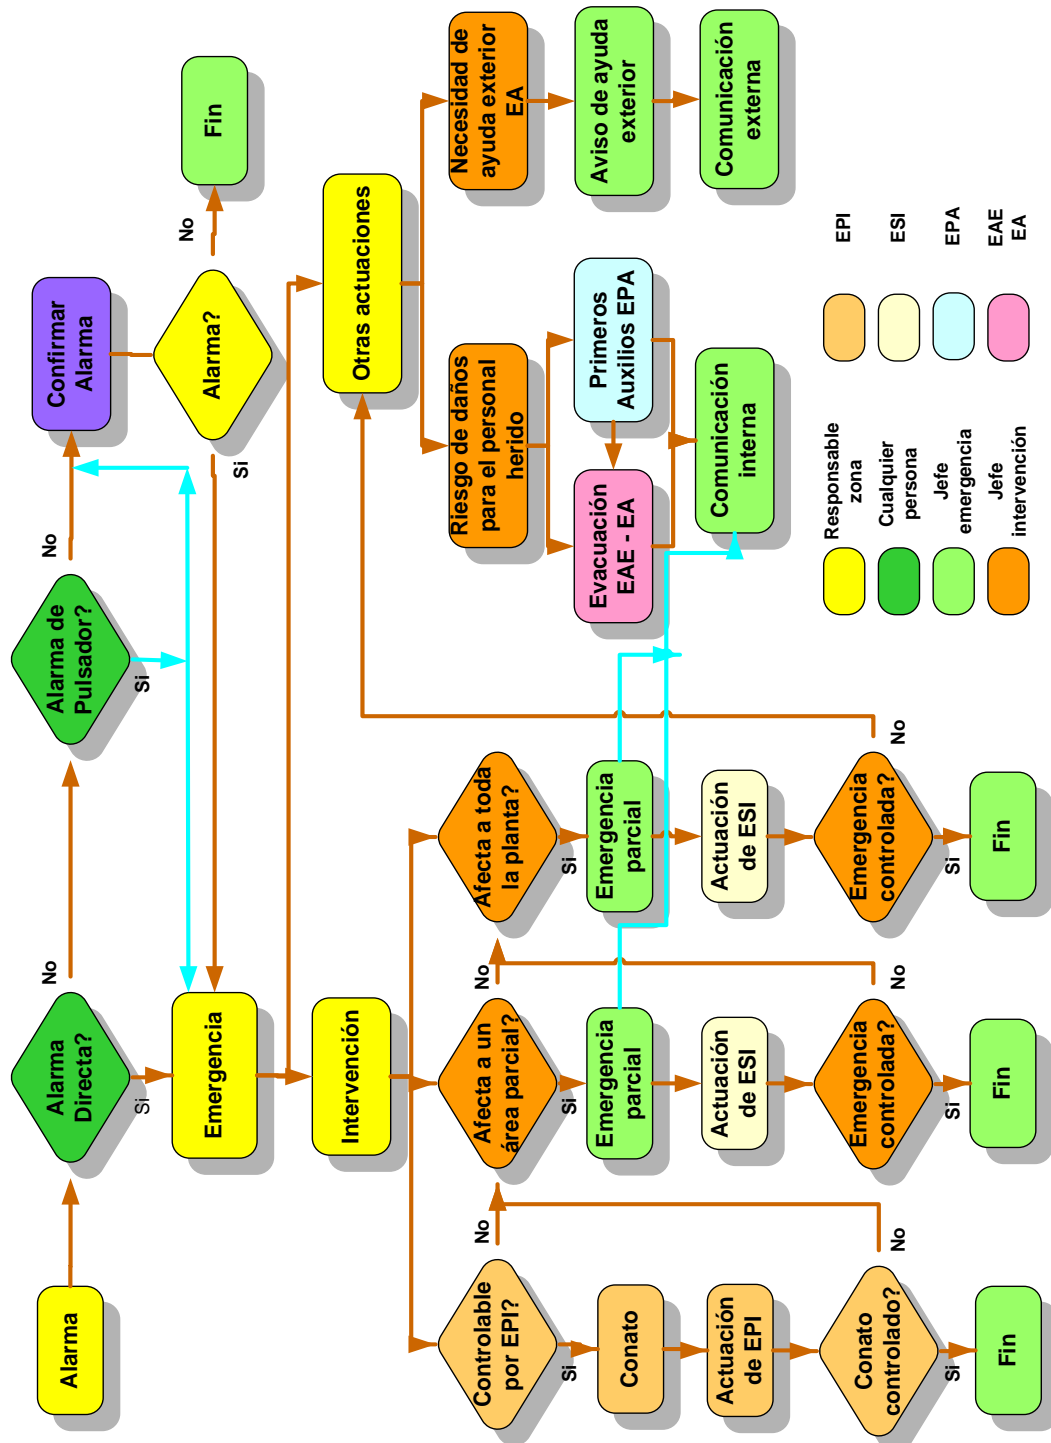 Alarma
Alarma
Directa?
Si
No
Alarma de
Pulsador?
Si
No
Confirmar
Alarma
Alarma?
No
Si
Fin
Emergencia
Intervención
Otras actuaciones
Controlable
por EPI?
No
Si
Conato
Actuación
de EPI
Conato
controlado?
No
Si
Fin
Afecta a un
área parcial?
No
Si
Emergencia
parcial
Actuación
de ESI
Emergencia
controlada?
No
Si
Fin
Afecta a toda
la planta?
Si
Emergencia
parcial
Actuación
de ESI
Emergencia
controlada?
No
Si
Fin
Riesgo de daños
para el personal
herido
Evacuación
EAE - EA
Primeros
Auxilios EPA
Comunicación
interna
Necesidad de
ayuda exterior
EA
Aviso de ayuda
exterior
Comunicación
externa
Responsable
zona
Cualquier
persona
Jefe
emergencia
Jefe
intervención
EPI
ESI
EPA
EAE
EA